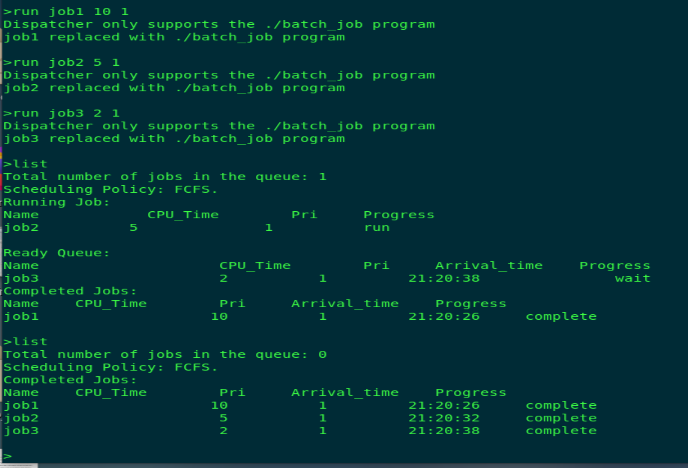 >run job1 10 1
Dispatcher only supports the ./batch_job program
job1 replaced with ./batch_job program
>run job2 5 1
Dispatcher only supports the ./batch_job program
job2 replaced with ./batch_job program
>run job3 2 1
Dispatcher only supports the ./batch_job program
job3 replaced with ./batch_job program
>list
Total number of jobs in the queue: 1
Scheduling Policy: FCFS.
Running Job:
Name CPU_Time Pri Progress
job2 5 1 run
Ready Queue:
Name CPU_Time Pri Arrival_time Progress
job3 2 1 21:20:38 wait
Completed Jobs:
Name CPU_Time Pri Arrival_time Progress
job1 10 1 21:20:26 complete
>list
Total number of jobs in the queue: 0
Scheduling Policy: FCFS.
Completed Jobs:
Name CPU_Time Pri Arrival_time Progress
job1 10 1 21:20:26 complete
job2 5 1 21:20:32 complete
job3 2 1 21:20:38 complete
>